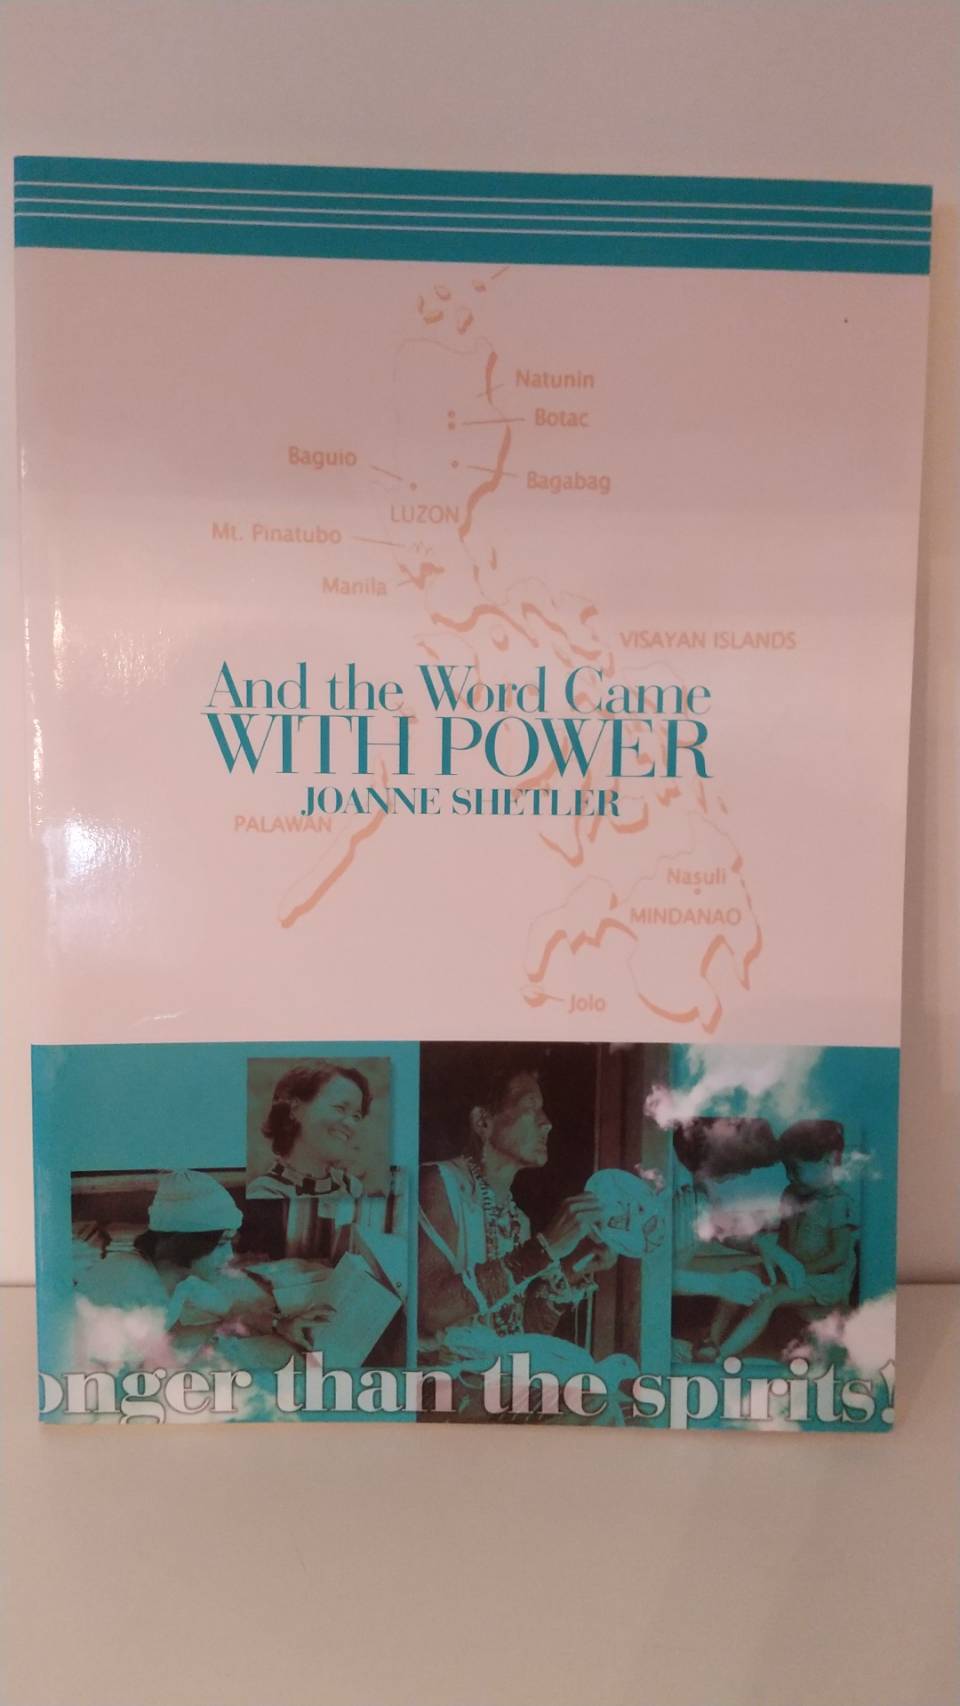 Natunin
Botac
Baguio
Bagabag
LUZON
Mt. Pinatubo
Manila
VISAYAN ISLANDS
And the Word Came
WITH POWER
JOANNE SHETLER
PALAWAN
Nasuli
MINDANAO
Jolo
onger than the spirits!